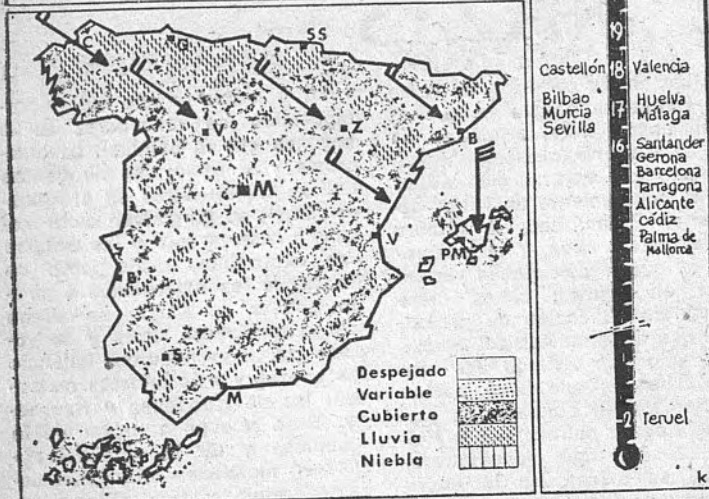 C
G
SS
V
Z
B
M
V
PM
B
S
M
Despejado
Variable
Cubierto
Lluvia
Niebla
19
Castellón 18 Valencia
Bilbao
Murcia
Sevilla
17
Huelva
Málaga
16
Santander
Gerona
Barcelona
Tarragona
Alicante
Cádiz
Palma de
Mallorca
-2 Teruel
k